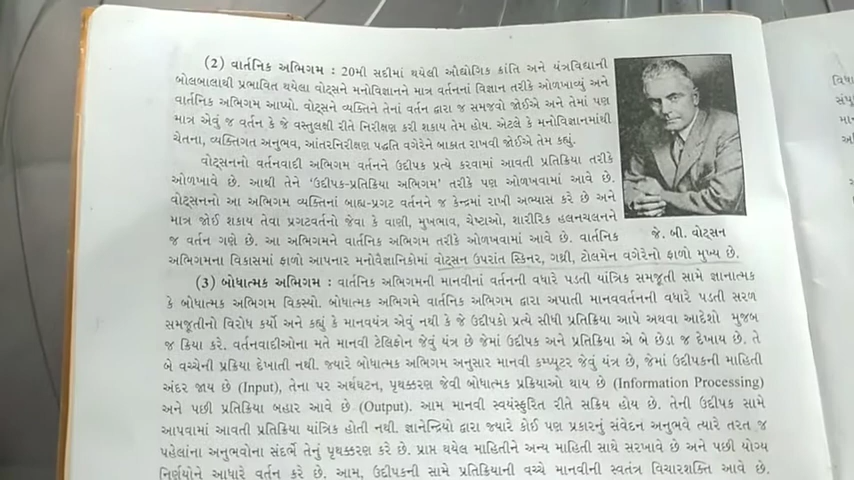 (2) વાર્તનિક અભિગમ : 20મી સદીમાં થયેલી ઔદ્યોગિક ક્રાંતિ અને યંત્રવિદ્યાની
બોલબાલાથી પ્રભાવિત થયેલા વોટ્સને મનોવિજ્ઞાનને માત્ર વર્તનનાં વિજ્ઞાન તરીકે ઓળખાવ્યું અને
વાર્તનિક અભિગમ આપ્યો. વોટ્સને વ્યક્તિને તેનાં વર્તન દ્વારા જ સમજવો જોઈએ અને તેમાં પણ
માત્ર એવું જ વર્તન કે જે વસ્તુલક્ષી રીતે નિરીક્ષણ કરી શકાય તેમ હોય. એટલે કે મનોવિજ્ઞાનમાંથી
ચેતના, વ્યક્તિગત અનુભવ, આંતરનિરીક્ષણ પદ્ધતિ વગેરેને બાકાત રાખવી જોઈએ તેમ કહ્યું.
વોટ્સનનો વર્તનવાદી અભિગમ વર્તનને ઉદ્દીપક પ્રત્યે કરવામાં આવતી પ્રતિક્રિયા તરીકે
ઓળખાવે છે. આથી તેને 'ઉદ્દીપક-પ્રતિક્રિયા અભિગમ' તરીકે પણ ઓળખવામાં આવે છે.
વોટ્સનનો આ અભિગમ વ્યક્તિનાં બાહ્ય-પ્રગટ વર્તનને જ કેન્દ્રમાં રાખી અભ્યાસ કરે છે અને
માત્ર જોઈ શકાય તેવા પ્રગટવર્તનો જેવા કે વાણી, મુખભાવ, ચેષ્ટાઓ, શારીરિક હલનચલનને
જ વર્તન ગણે છે. આ અભિગમને વાર્તનિક અભિગમ તરીકે ઓળખવામાં આવે છે. વાર્તનિક
જે. બી. વોટ્સન
અભિગમના વિકાસમાં ફાળો આપનાર મનોવૈજ્ઞાનિકોમાં વોટ્સન ઉપરાંત સ્કિનર, ગથ્રી, ટોલમેન વગેરેનો ફાળો મુખ્ય છે.
(3) બોધાત્મક અભિગમ : વાર્તનિક અભિગમની માનવીનાં વર્તનની વધારે પડતી યાંત્રિક સમજૂતી સામે જ્ઞાનાત્મક
કે બોધાત્મક અભિગમ વિકસ્યો. બોધાત્મક અભિગમે વાર્તનિક અભિગમ દ્વારા અપાતી માનવવર્તનની વધારે પડતી સરળ
સમજૂતીનો વિરોધ કર્યો અને કહ્યું કે માનવયંત્ર એવું નથી કે જે ઉદ્દીપકો પ્રત્યે સીધી પ્રતિક્રિયા આપે અથવા આદેશો મુજબ
જ ક્રિયા કરે. વર્તનવાદીઓના મતે માનવી ટેલિફોન જેવું યંત્ર છે જેમાં ઉદ્દીપક અને પ્રતિક્રિયા એ બે છેડા જ દેખાય છે. તે
બે વચ્ચેની પ્રક્રિયા દેખાતી નથી. જ્યારે બોધાત્મક અભિગમ અનુસાર માનવી કમ્પ્યૂટર જેવું યંત્ર છે, જેમાં ઉદ્દીપકની માહિતી
અંદર જાય છે (Input), તેના પર અર્થઘટન, પૃથક્કરણ જેવી બોધાત્મક પ્રક્રિયાઓ થાય છે (Information Processing)
અને પછી પ્રતિક્રિયા બહાર આવે છે (Output). આમ માનવી સ્વયંસ્ફુરિત રીતે સક્રિય હોય છે. તેની ઉદ્દીપક સામે
આપવામાં આવતી પ્રતિક્રિયા યાંત્રિક હોતી નથી. જ્ઞાનેન્દ્રિયો દ્વારા જ્યારે કોઈ પણ પ્રકારનું સંવેદન અનુભવે ત્યારે તરત જ
પહેલાંના અનુભવોના સંદર્ભે તેનું પૃથક્કરણ કરે છે. પ્રાપ્ત થયેલ માહિતીને અન્ય માહિતી સાથે સરખાવે છે અને પછી યોગ્ય
નિર્ણયોને આધારે વર્તન કરે છે. આમ, ઉદ્દીપકની સામે પ્રતિક્રિયાની વચ્ચે માનવીની સ્વતંત્ર વિચારશક્તિ આવે છે.